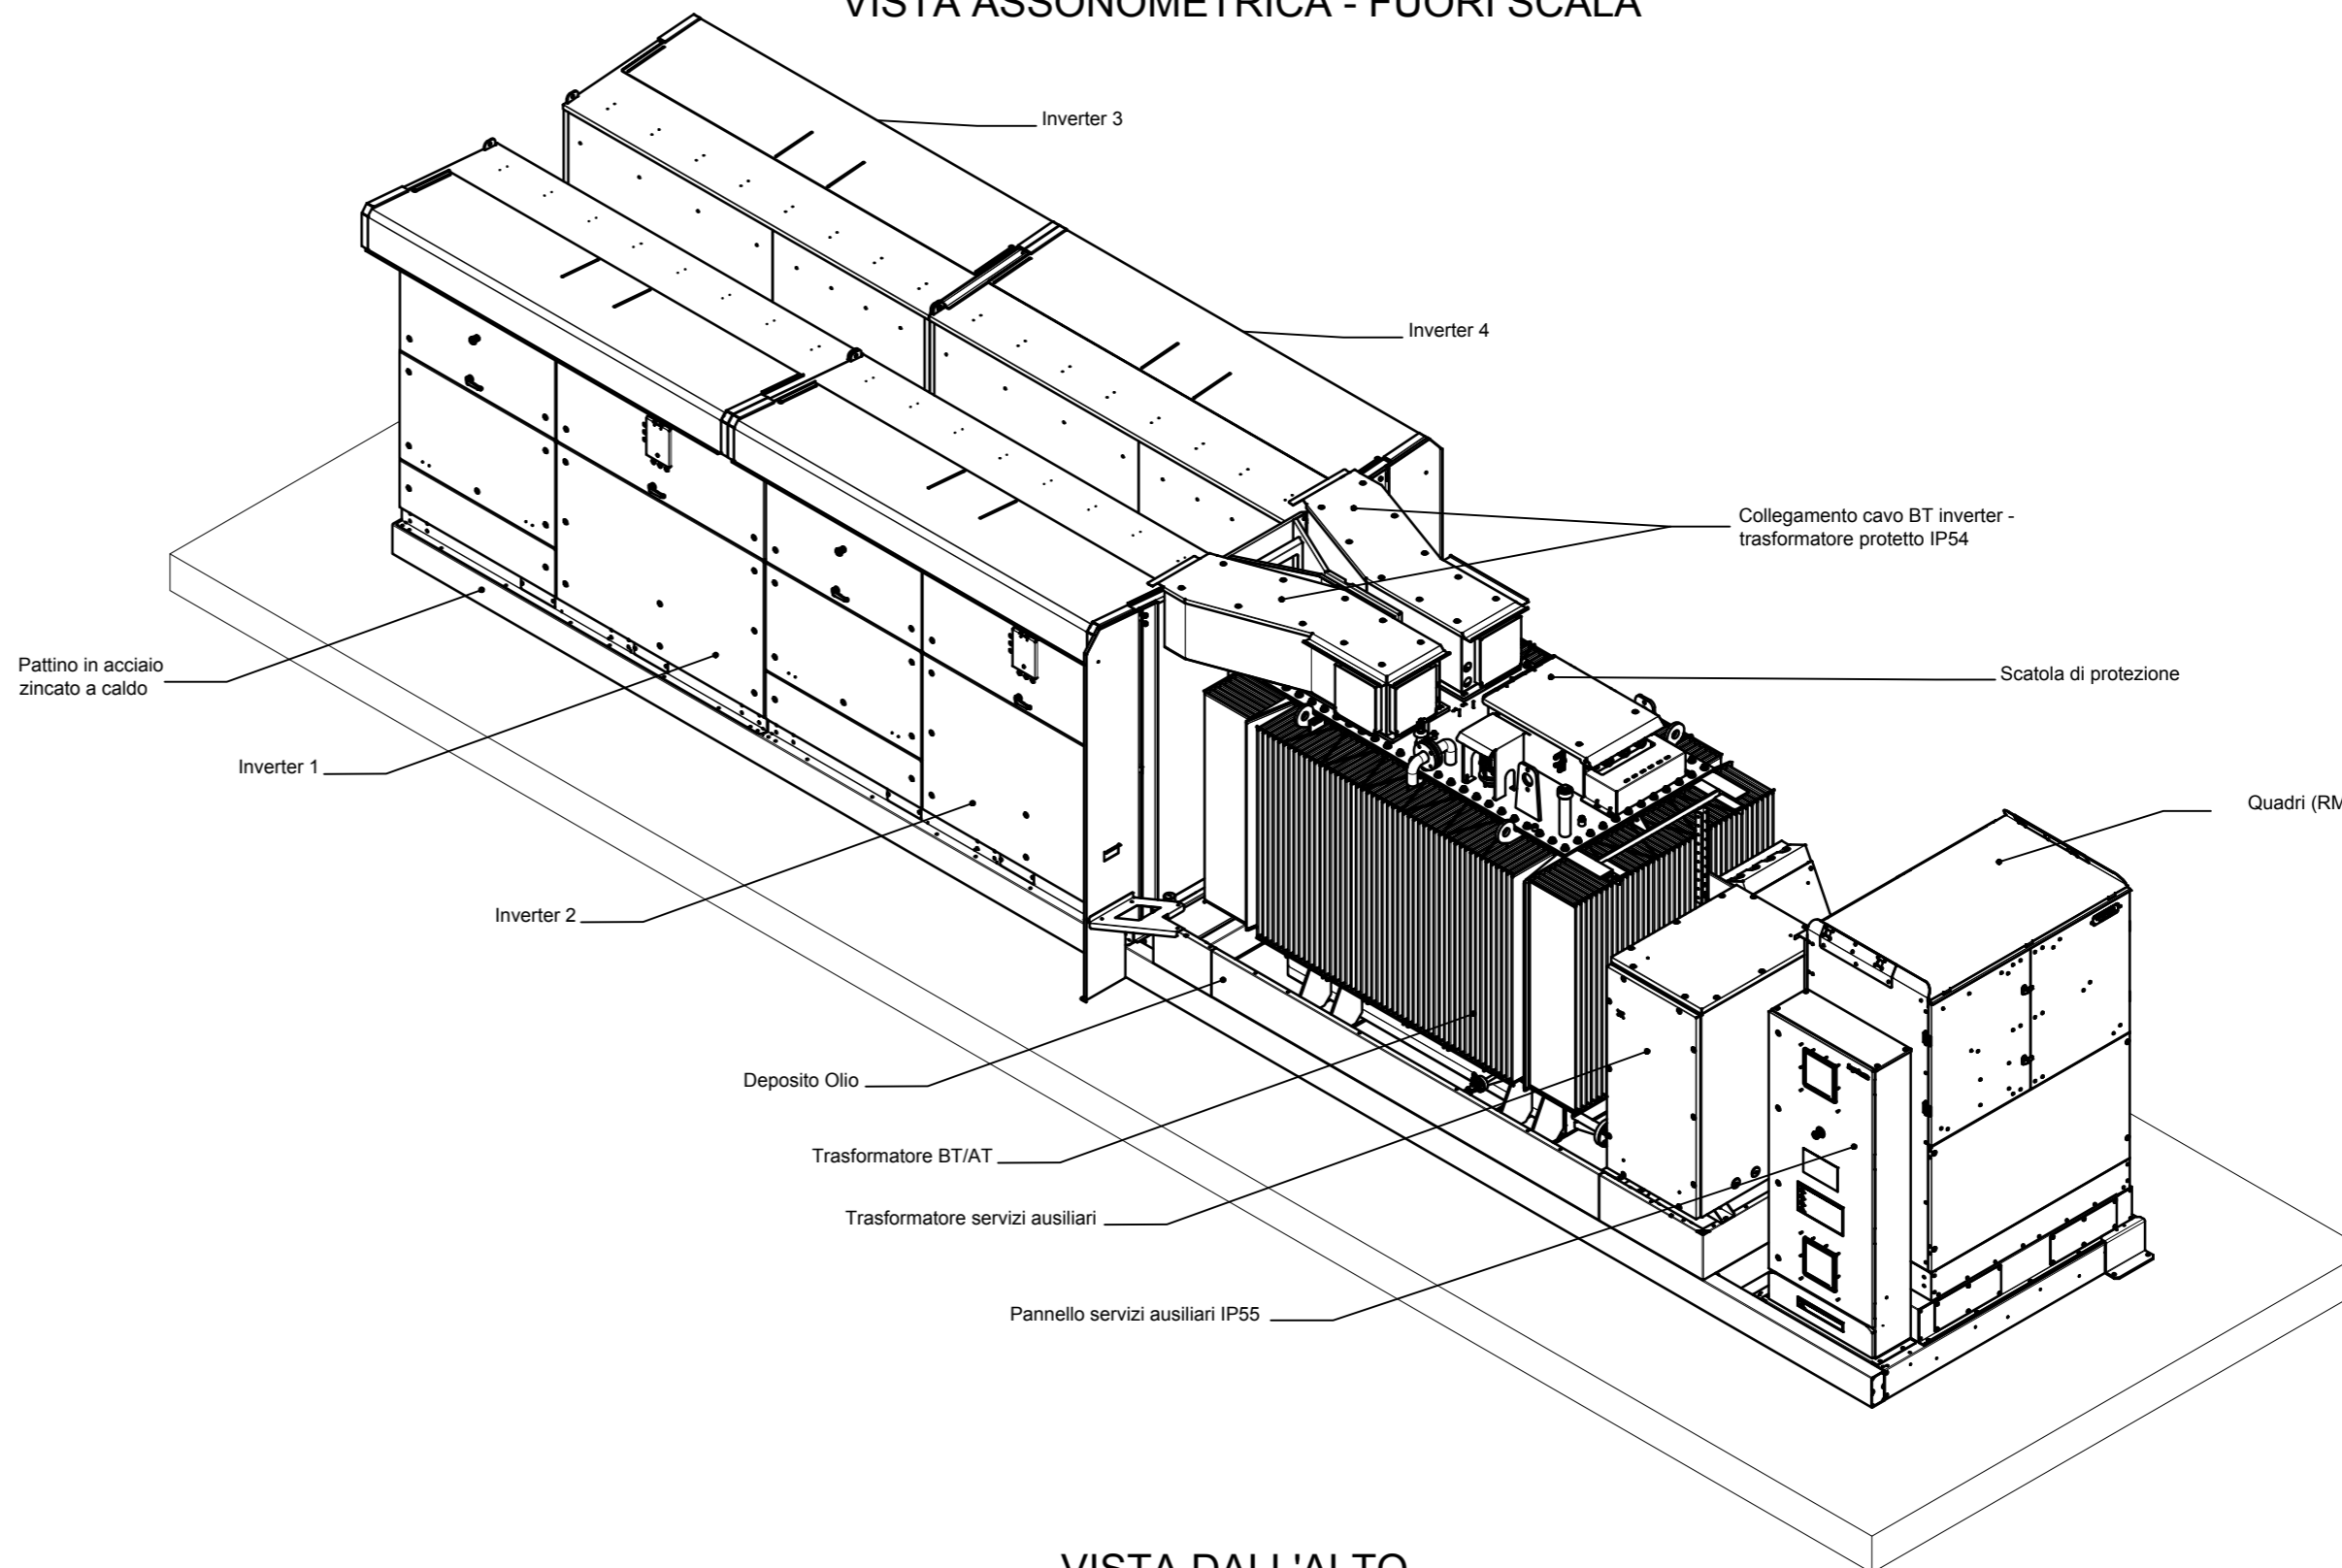 VISTA ASSONOMETRICA - FUORI SCALA
Inverter 3
Inverter 4
Collegamento cavo BT inverter -
trasformatore protetto IP54
Scatola di protezione
Quadri (RM
Pattino in acciaio
zincato a caldo
Inverter 1
Inverter 2
Deposito Olio
Trasformatore BT/AT
Trasformatore servizi ausiliari
Pannello servizi ausiliari IP55
VISTA DALL'ALTO